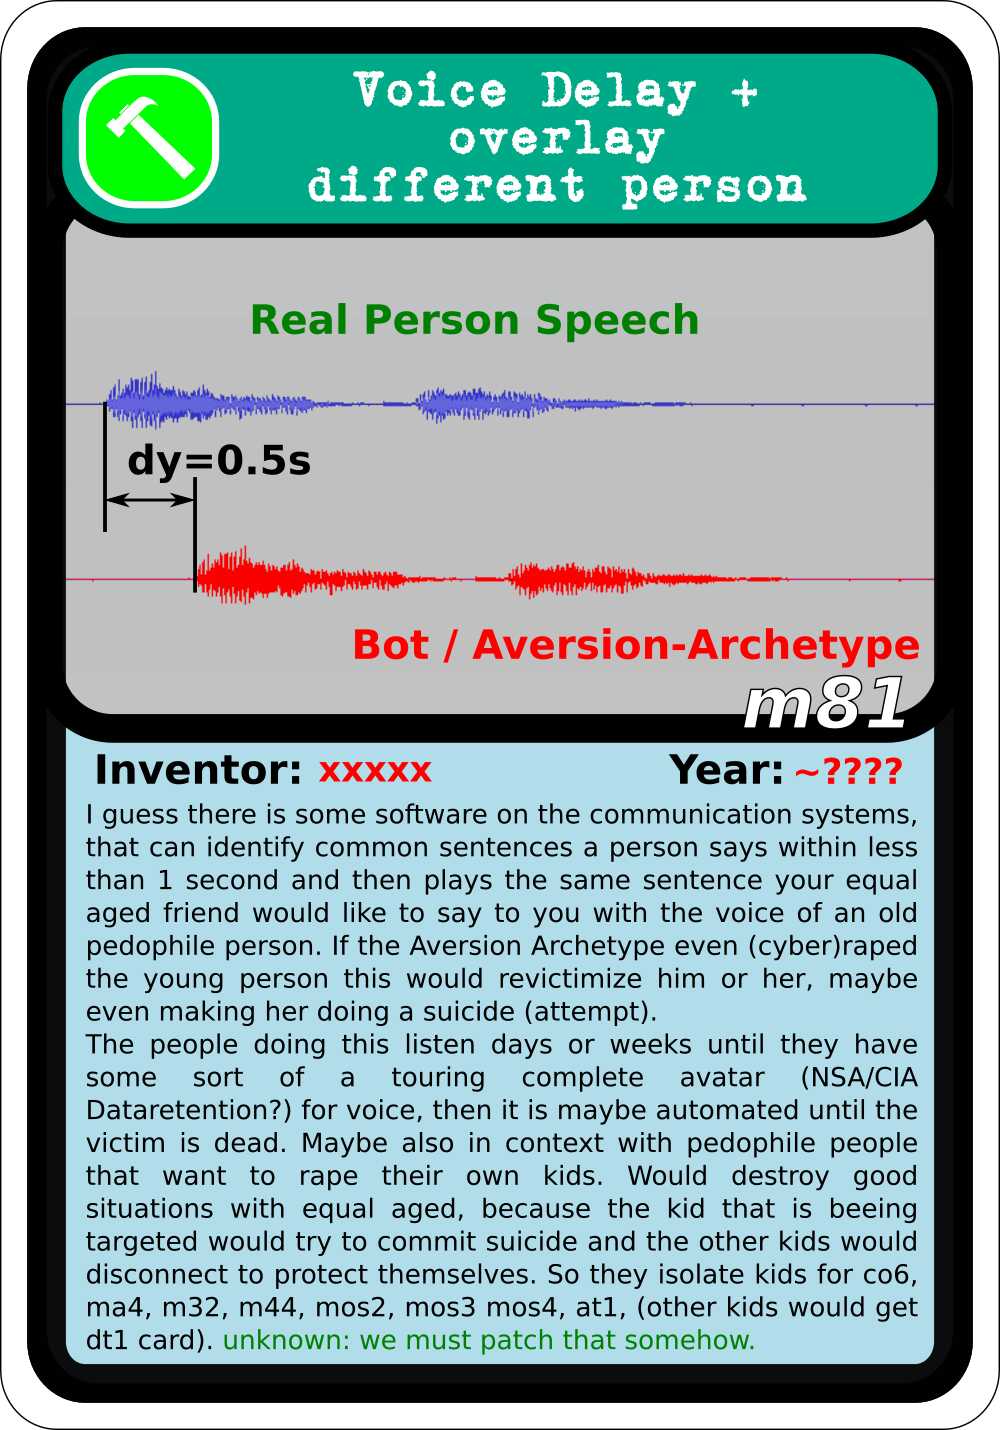 Voice Delay +
overlay
different person
Real Person Speech
dy=0.5s
Bot / Aversion-Archetype
m81
Inventor: xxxxx Year: ~????
I guess there is some software on the communication systems,
that can identify common sentences a person says within less
than 1 second and then plays the same sentence your equal
aged friend would like to say to you with the voice of an old
pedophile person. If the Aversion Archetype even (cyber)raped
the young person this would revictimize him or her, maybe
even making her doing a suicide (attempt).
The people doing this listen days or weeks until they have
some sort of a touring complete avatar (NSA/CIA
Dataretention?) for voice, then it is maybe automated until the
victim is dead. Maybe also in context with pedophile people
that want to rape their own kids. Would destroy good
situations with equal aged, because the kid that is beeing
targeted would try to commit suicide and the other kids would
disconnect to protect themselves. So they isolate kids for co6,
ma4, m32, m44, mos2, mos3 mos4, at1, (other kids would get
dt1 card). unknown: we must patch that somehow.